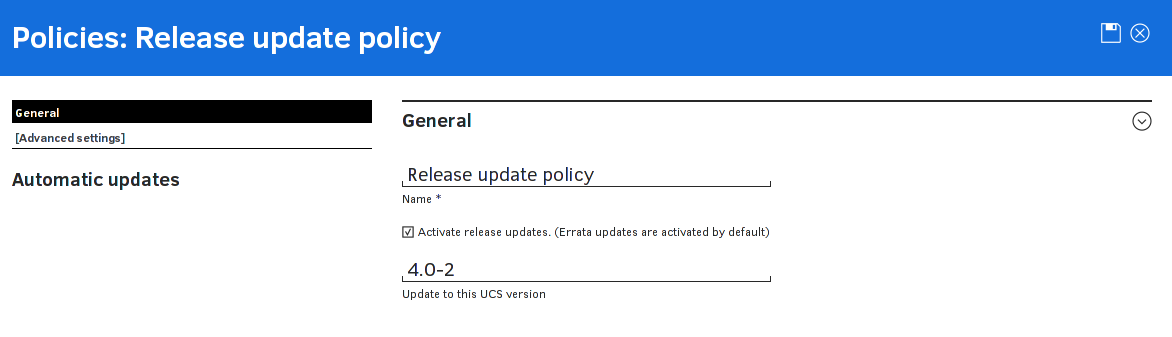 Policies: Release update policy
General
[Advanced settings]
Automatic updates
General
Release update policy
Name *
Activate release updates. (Errata updates are activated by default)
4.0-2
Update to this UCS version